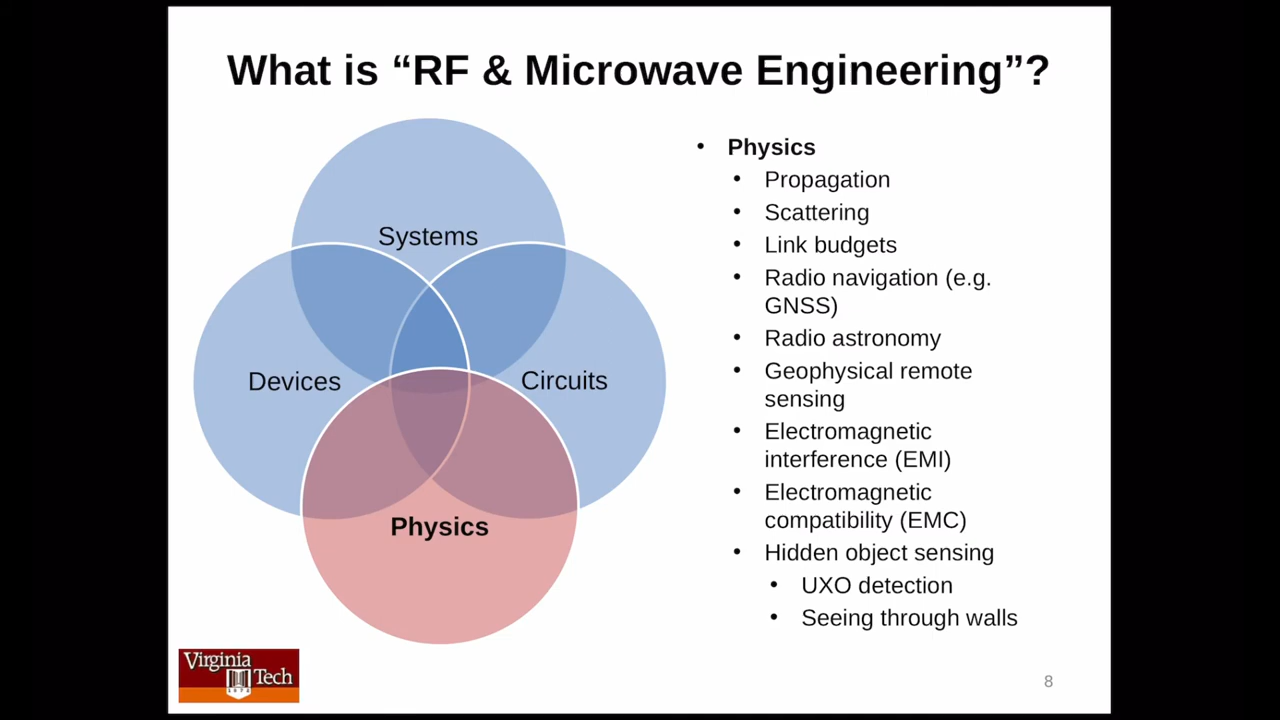 What is “RF & Microwave Engineering”?
Systems
Devices
Circuits
Physics
• Physics
• Propagation
• Scattering
• Link budgets
• Radio navigation (e.g.
GNSS)
• Radio astronomy
• Geophysical remote
sensing
• Electromagnetic
interference (EMI)
• Electromagnetic
compatibility (EMC)
• Hidden object sensing
• UXO detection
• Seeing through walls
Virginia
Tech
1872
8